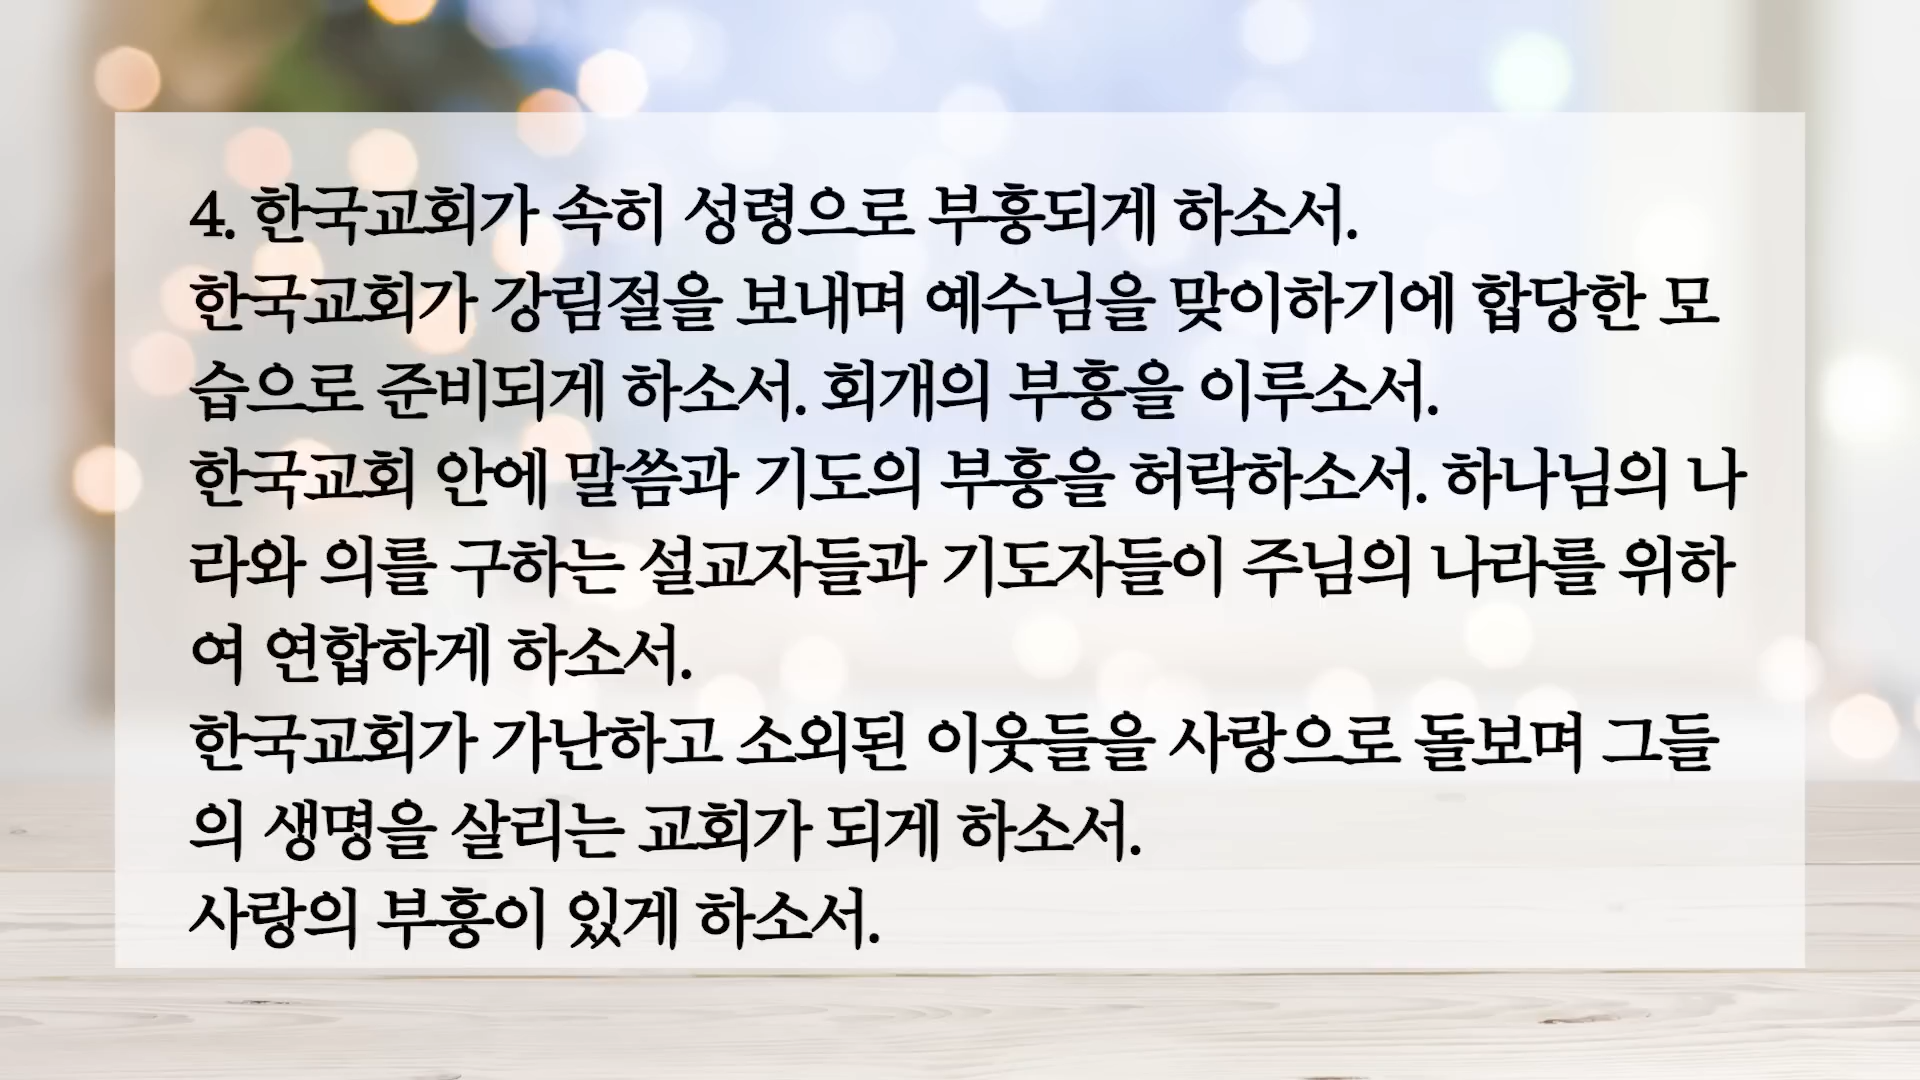 4. 한국교회가 속히 성령으로 부흥되게 하소서.
한국교회가 강림절을 보내며 예수님을 맞이하기에 합당한 모
습으로 준비되게 하소서. 회개의 부흥을 이루소서.
한국교회 안에 말씀과 기도의 부흥을 허락하소서. 하나님의 나
라와 의를 구하는 설교자들과 기도자들이 주님의 나라를 위하
여 연합하게 하소서.
한국교회가 가난하고 소외된 이웃들을 사랑으로 돌보며 그들
의 생명을 살리는 교회가 되게 하소서.
사랑의 부흥이 있게 하소서.